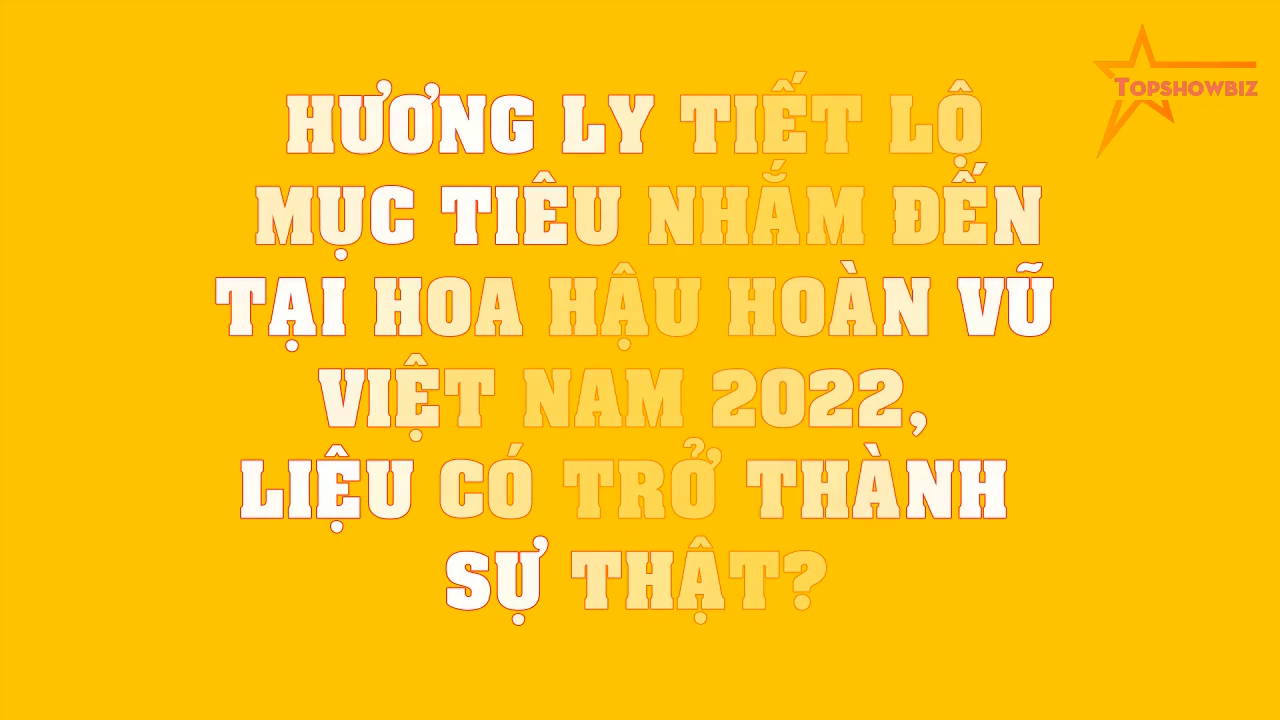 TOPSHOWBIZ
HƯƠNG LY TIẾT LỘ
MỤC TIÊU NHẮM ĐẾN
TẠI HOA HẬU HOÀN VŨ
VIỆT NAM 2022,
LIỆU CÓ TRỞ THÀNH
SỰ THẬT?